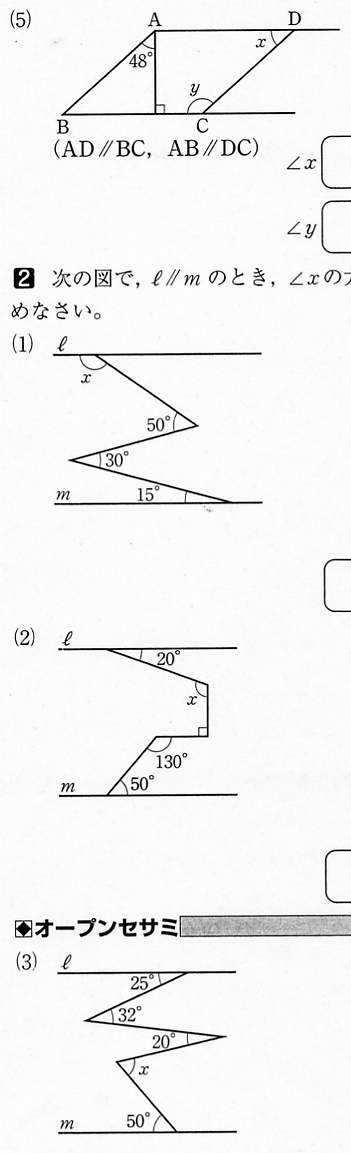 (5)
A
D
48°
x
y
B
C
(AD∥BC, AB∥DC)
∠x
∠y
2 次の図で, ℓ∥m のとき, ∠xの
めなさい。
(1)
ℓ
x
50°
30°
m
15°
(2)
ℓ
20°
x
130°
m
50°
◆オープンセサミ
(3)
ℓ
25°
32°
20°
x
m
50°